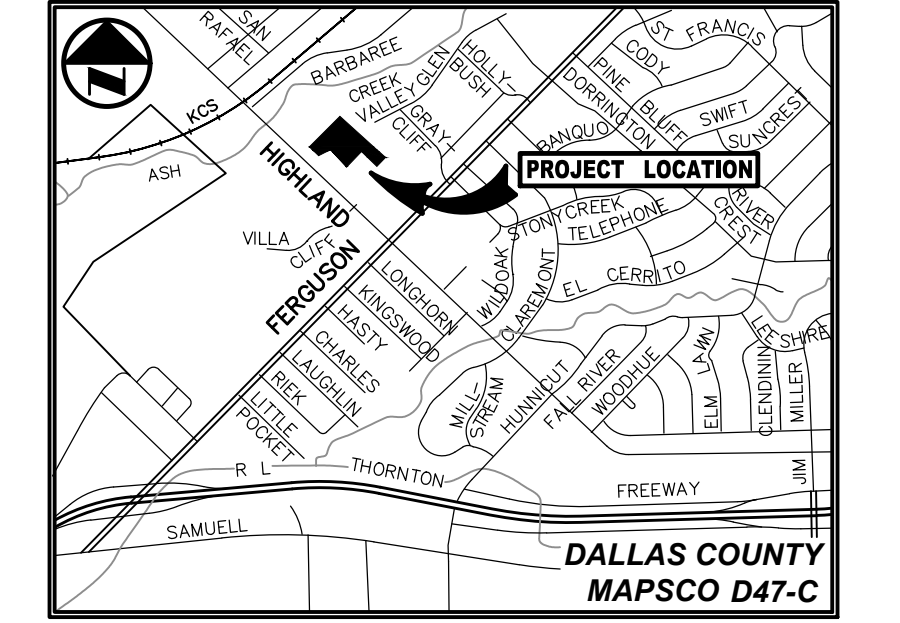 SAN
RAFAEL
BARBAREE
HOLLY-
BUSH
GLEN
CREEK
VALLEY
GRAY-
CLIFF
KCS
ASH
HIGHLAND
VILLA
CLIFF
FERGUSON
ST FRANCIS
CODY
PINE
BLUFF
DORRINGTON
BANQUO
SWIFT
SUNCREST
PROJECT LOCATION
RIVER
CREST
STONY CREEK
TELEPHONE
WILDOAK
CLAREMONT
EL CERRITO
LONGHORN
KINGSWOOD
HASTY
CHARLES
LAUGHLIN
RIEK
LITTLE
POCKET
MILL-
STREAM
HUNNICUT
FALL RIVER
WOODHUE
U
ELM LAWN
CLENDININ
LEESHIRE
MILLER
JIM
R L THORNTON FREEWAY
SAMUELL
N
DALLAS COUNTY
MAPSCO D47-C